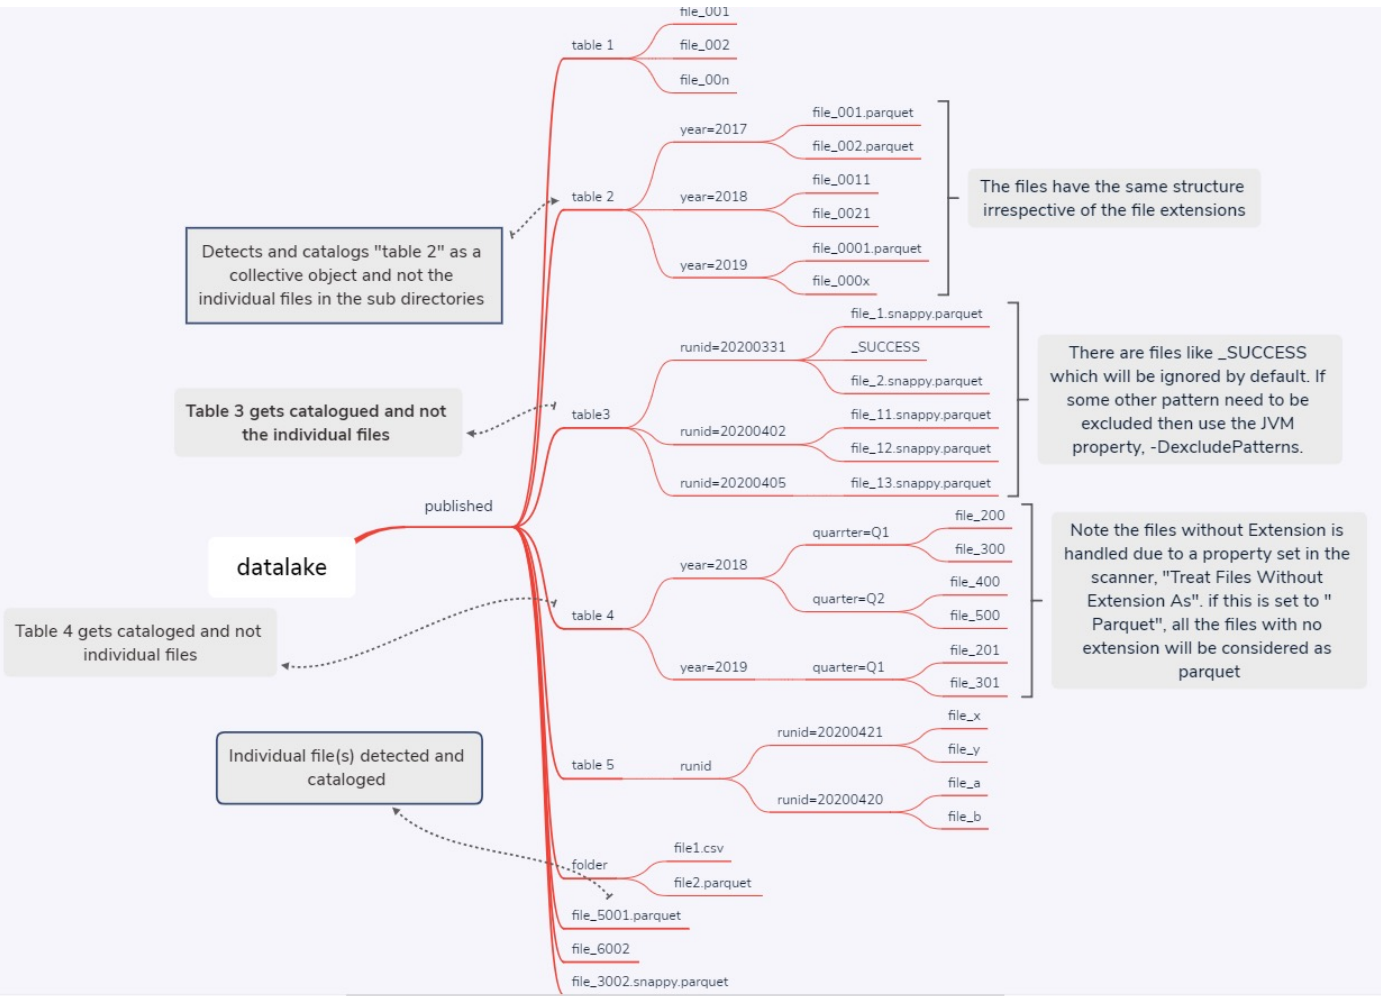 file_001
table 1
file_002
file_00n
file_001.parquet
year=2017
file_002.parquet
file_0011
table 2
year=2018
file_0021
file_0001.parquet
year=2019
file_000x
The files have the same structure
irrespective of the file extensions
Detects and catalogs "table 2" as a
collective object and not the
individual files in the sub directories
file_1.snappy.parquet
runid=20200331
_SUCCESS
file_2.snappy.parquet
table3
file_11.snappy.parquet
runid=20200402
file_12.snappy.parquet
runid=20200405
file_13.snappy.parquet
There are files like _SUCCESS
which will be ignored by default. If
some other pattern need to be
excluded then use the JVM
property, -DexcludePatterns.
Table 3 gets catalogued and not
the individual files
published
datalake
file_200
quarrter=Q1
file_300
year=2018
file_400
quarter=Q2
file_500
table 4
file_201
year=2019
quarter=Q1
file_301
Note the files without Extension is
handled due to a property set in the
scanner, "Treat Files Without
Extension As". if this is set to "
Parquet", all the files with no
extension will be considered as
parquet
Table 4 gets cataloged and not
individual files
file_x
runid=20200421
file_y
table 5
runid
file_a
runid=20200420
file_b
Individual file(s) detected and
cataloged
file1.csv
folder
file2.parquet
file_5001.parquet
file_6002
file_3002.snappy.parquet